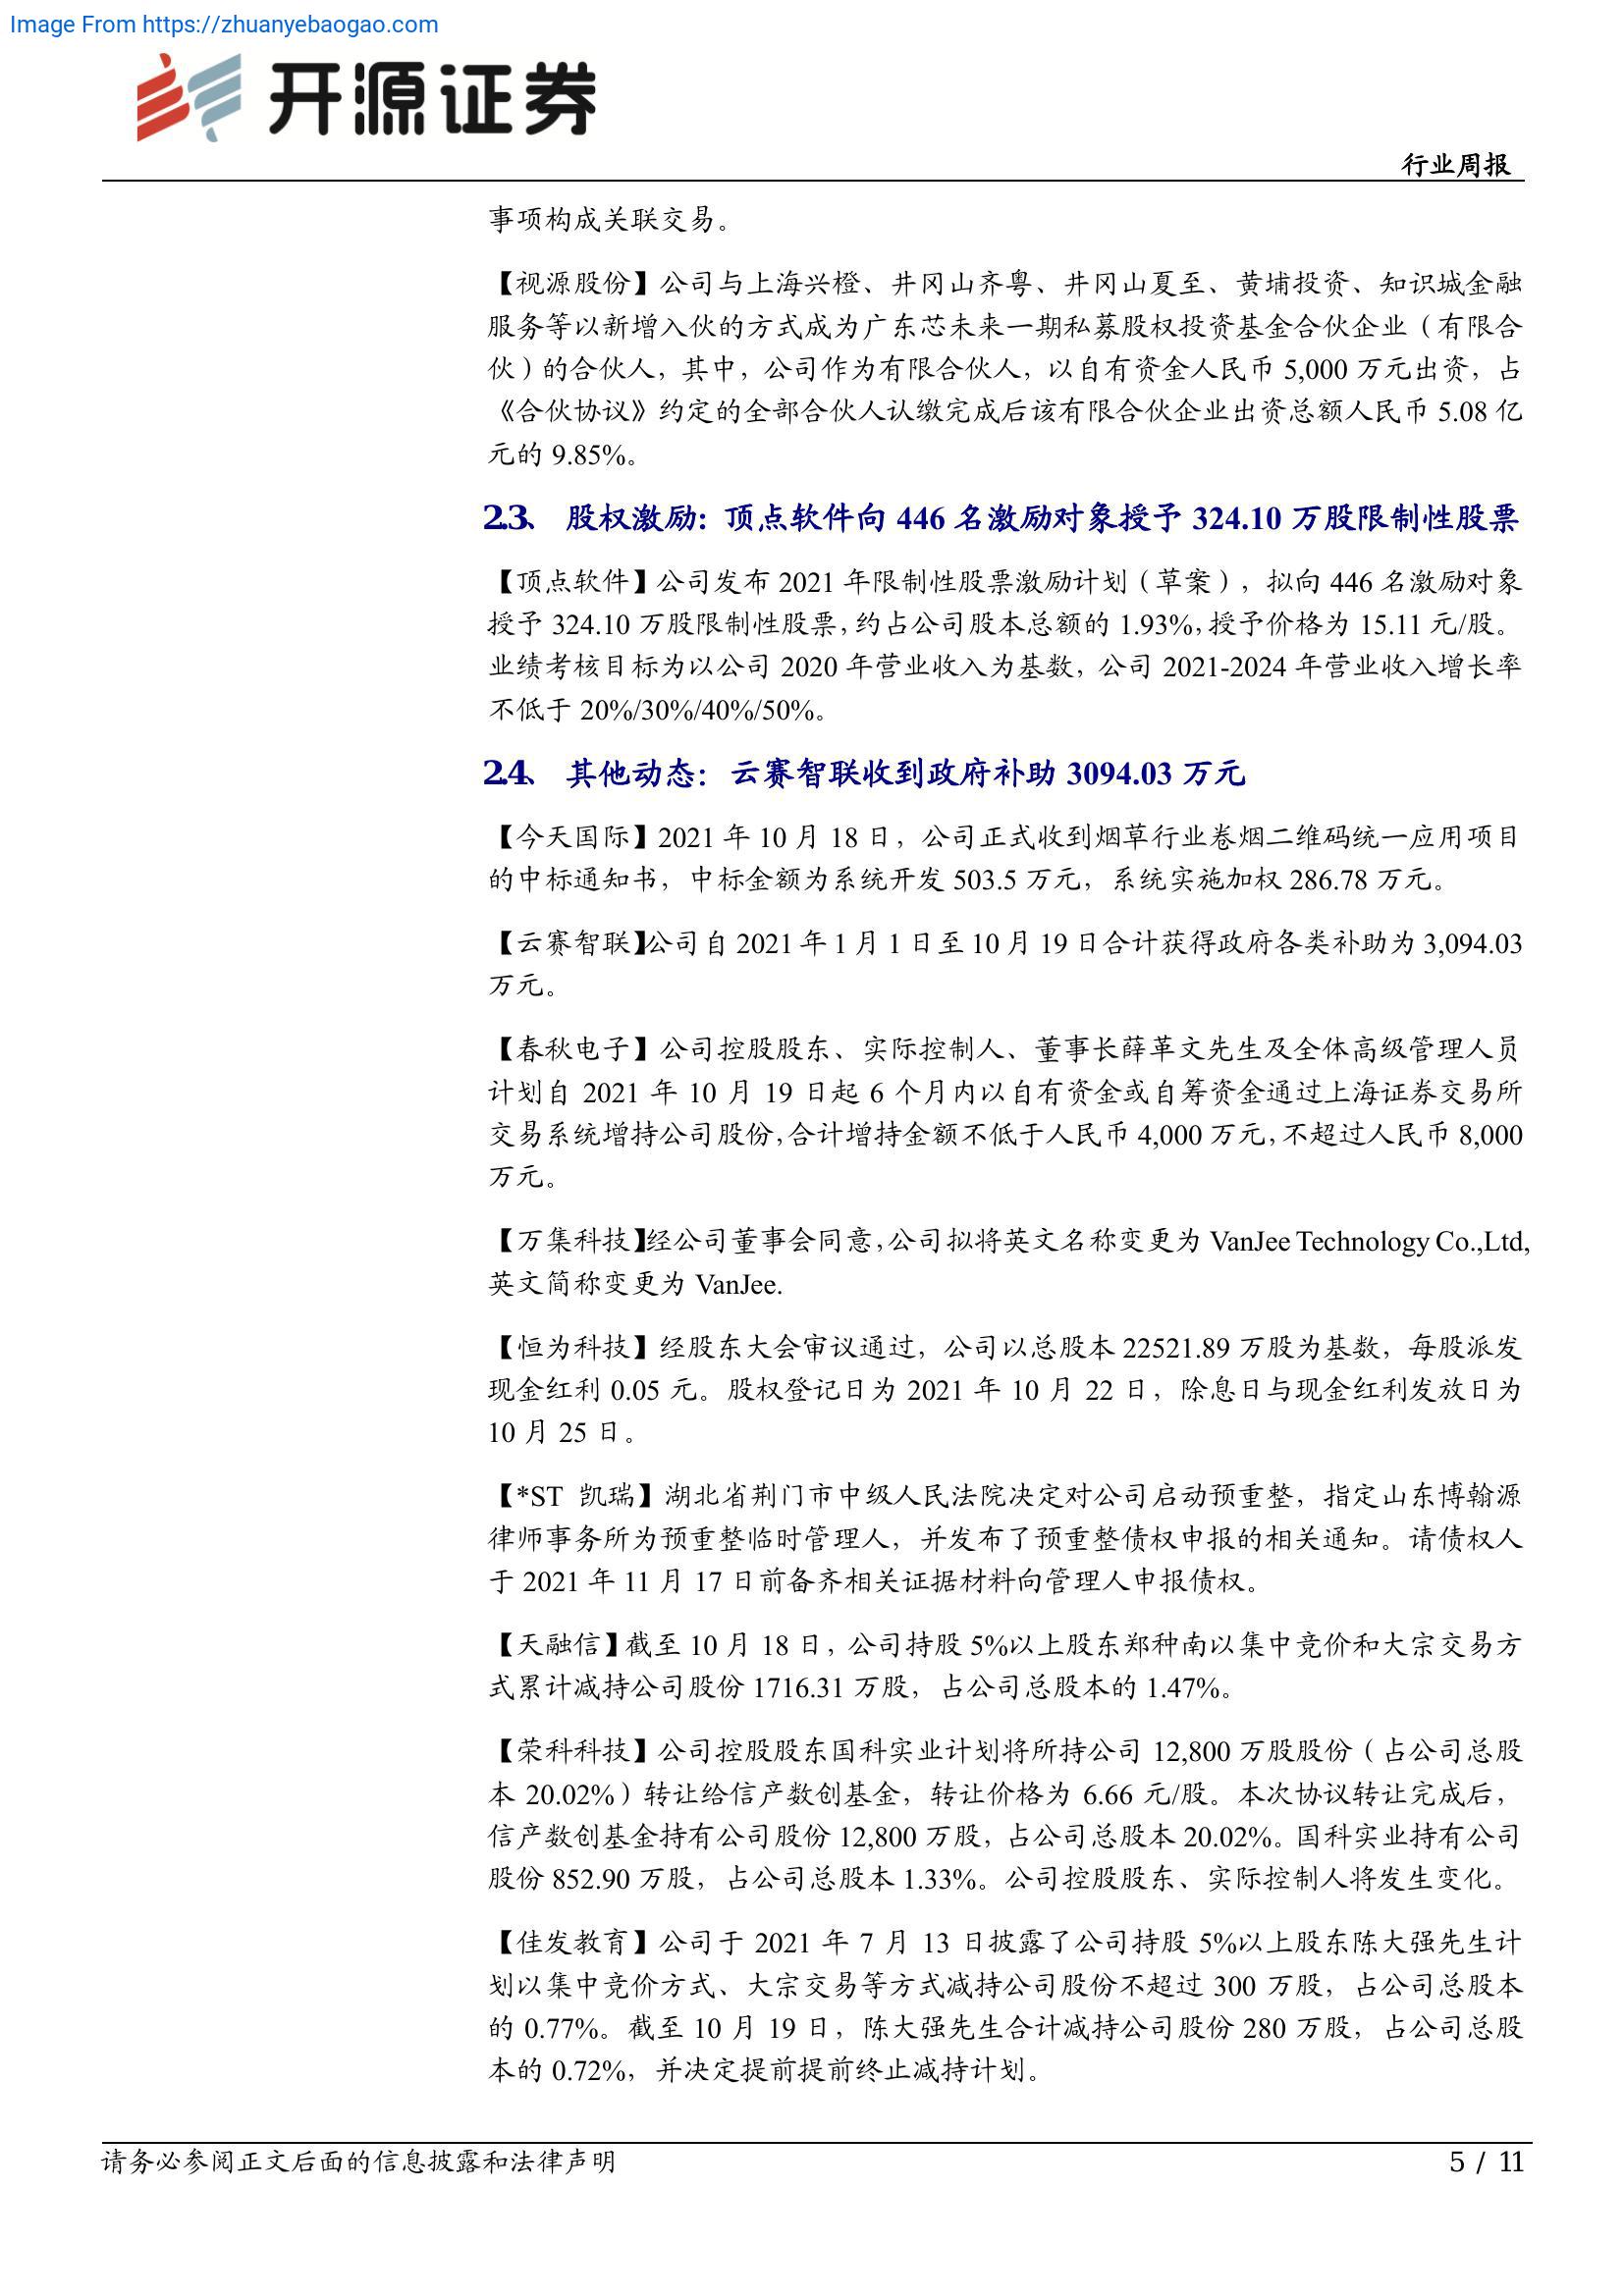 Image From https://zhuanyebaogao.com
开源证券
行业周报
事项构成关联交易。
【视源股份】公司与上海兴橙、井冈山齐粤、井冈山夏至、黄埔投资、知识城金融
服务等以新增入伙的方式成为广东芯未来一期私募股权投资基金合伙企业（有限合
伙）的合伙人，其中，公司作为有限合伙人，以自有资金人民币 5,000 万元出资，占
《合伙协议》约定的全部合伙人认缴完成后该有限合伙企业出资总额人民币 5.08 亿
元的 9.85%。
2.3、 股权激励：顶点软件向 446 名激励对象授予 324.10 万股限制性股票
【顶点软件】公司发布 2021 年限制性股票激励计划（草案），拟向 446 名激励对象
授予 324.10 万股限制性股票，约占公司股本总额的 1.93%，授予价格为 15.11 元/股。
业绩考核目标为以公司 2020 年营业收入为基数，公司 2021-2024 年营业收入增长率
不低于 20%/30%/40%/50%。
2.4、 其他动态：云赛智联收到政府补助 3094.03 万元
【今天国际】2021 年 10 月 18 日，公司正式收到烟草行业卷烟二维码统一应用项目
的中标通知书，中标金额为系统开发 503.5 万元，系统实施加权 286.78 万元。
【云赛智联】公司自 2021 年 1 月 1 日至 10 月 19 日合计获得政府各类补助为 3,094.03
万元。
【春秋电子】公司控股股东、实际控制人、董事长薛革文先生及全体高级管理人员
计划自 2021 年 10 月 19 日起 6 个月内以自有资金或自筹资金通过上海证券交易所
交易系统增持公司股份，合计增持金额不低于人民币 4,000 万元，不超过人民币 8,000
万元。
【万集科技】经公司董事会同意，公司拟将英文名称变更为 VanJee Technology Co.,Ltd,
英文简称变更为 VanJee.
【恒为科技】经股东大会审议通过，公司以总股本 22521.89 万股为基数，每股派发
现金红利 0.05 元。股权登记日为 2021 年 10 月 22 日，除息日与现金红利发放日为
10 月 25 日。
【*ST 凯瑞】湖北省荆门市中级人民法院决定对公司启动预重整，指定山东博翰源
律师事务所为预重整临时管理人，并发布了预重整债权申报的相关通知。请债权人
于 2021 年 11 月 17 日前备齐相关证据材料向管理人申报债权。
【天融信】截至 10 月 18 日，公司持股 5%以上股东郑种南以集中竞价和大宗交易方
式累计减持公司股份 1716.31 万股，占公司总股本的 1.47%。
【荣科科技】公司控股股东国科实业计划将所持公司 12,800 万股股份（占公司总股
本 20.02%）转让给信产数创基金，转让价格为 6.66 元/股。本次协议转让完成后，
信产数创基金持有公司股份 12,800 万股，占公司总股本 20.02%。国科实业持有公司
股份 852.90 万股，占公司总股本 1.33%。公司控股股东、实际控制人将发生变化。
【佳发教育】公司于 2021 年 7 月 13 日披露了公司持股 5%以上股东陈大强先生计
划以集中竞价方式、大宗交易等方式减持公司股份不超过 300 万股，占公司总股本
的 0.77%。截至 10 月 19 日，陈大强先生合计减持公司股份 280 万股，占公司总股
本的 0.72%，并决定提前提前终止减持计划。
请务必参阅正文后面的信息披露和法律声明
5 / 11